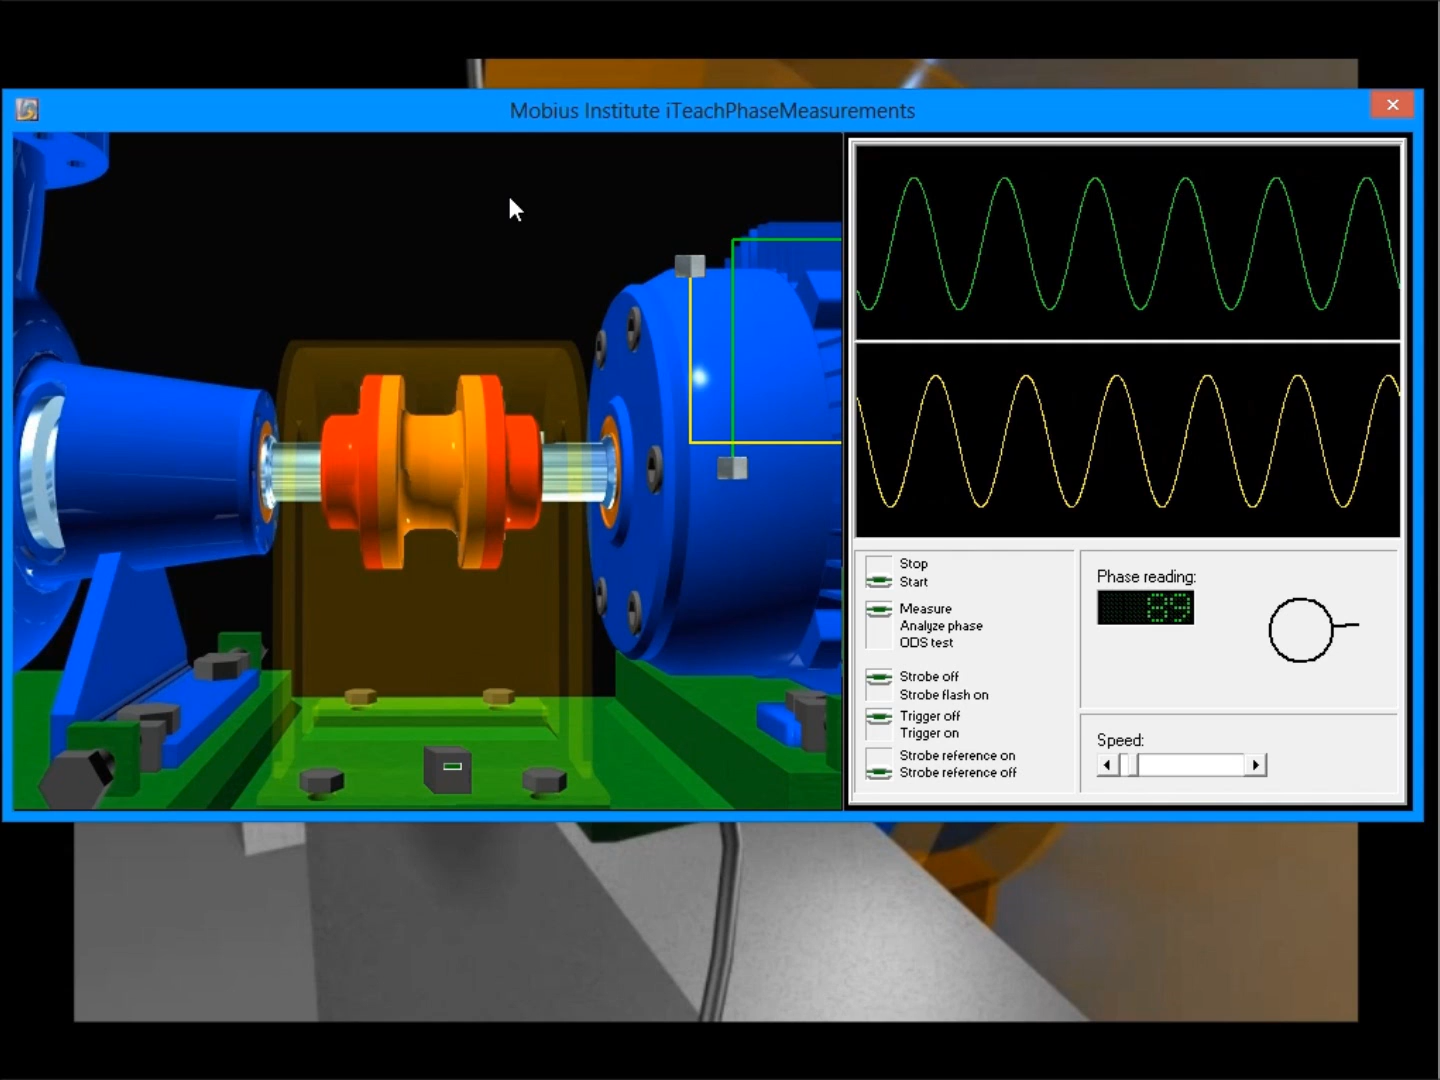 Mobius Institute iTeachPhaseMeasurements
Stop
Start
Measure
Analyze phase
ODS test
Strobe off
Strobe flash on
Trigger off
Trigger on
Strobe reference on
Strobe reference off
Phase reading:
89
Speed: